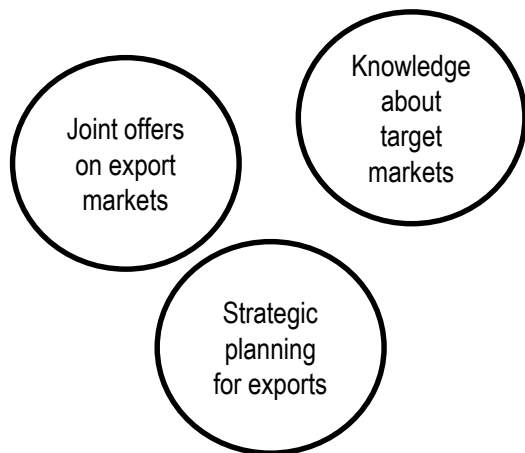 Joint offers
on export
markets
Knowledge
about
target
markets
Strategic
planning
for exports